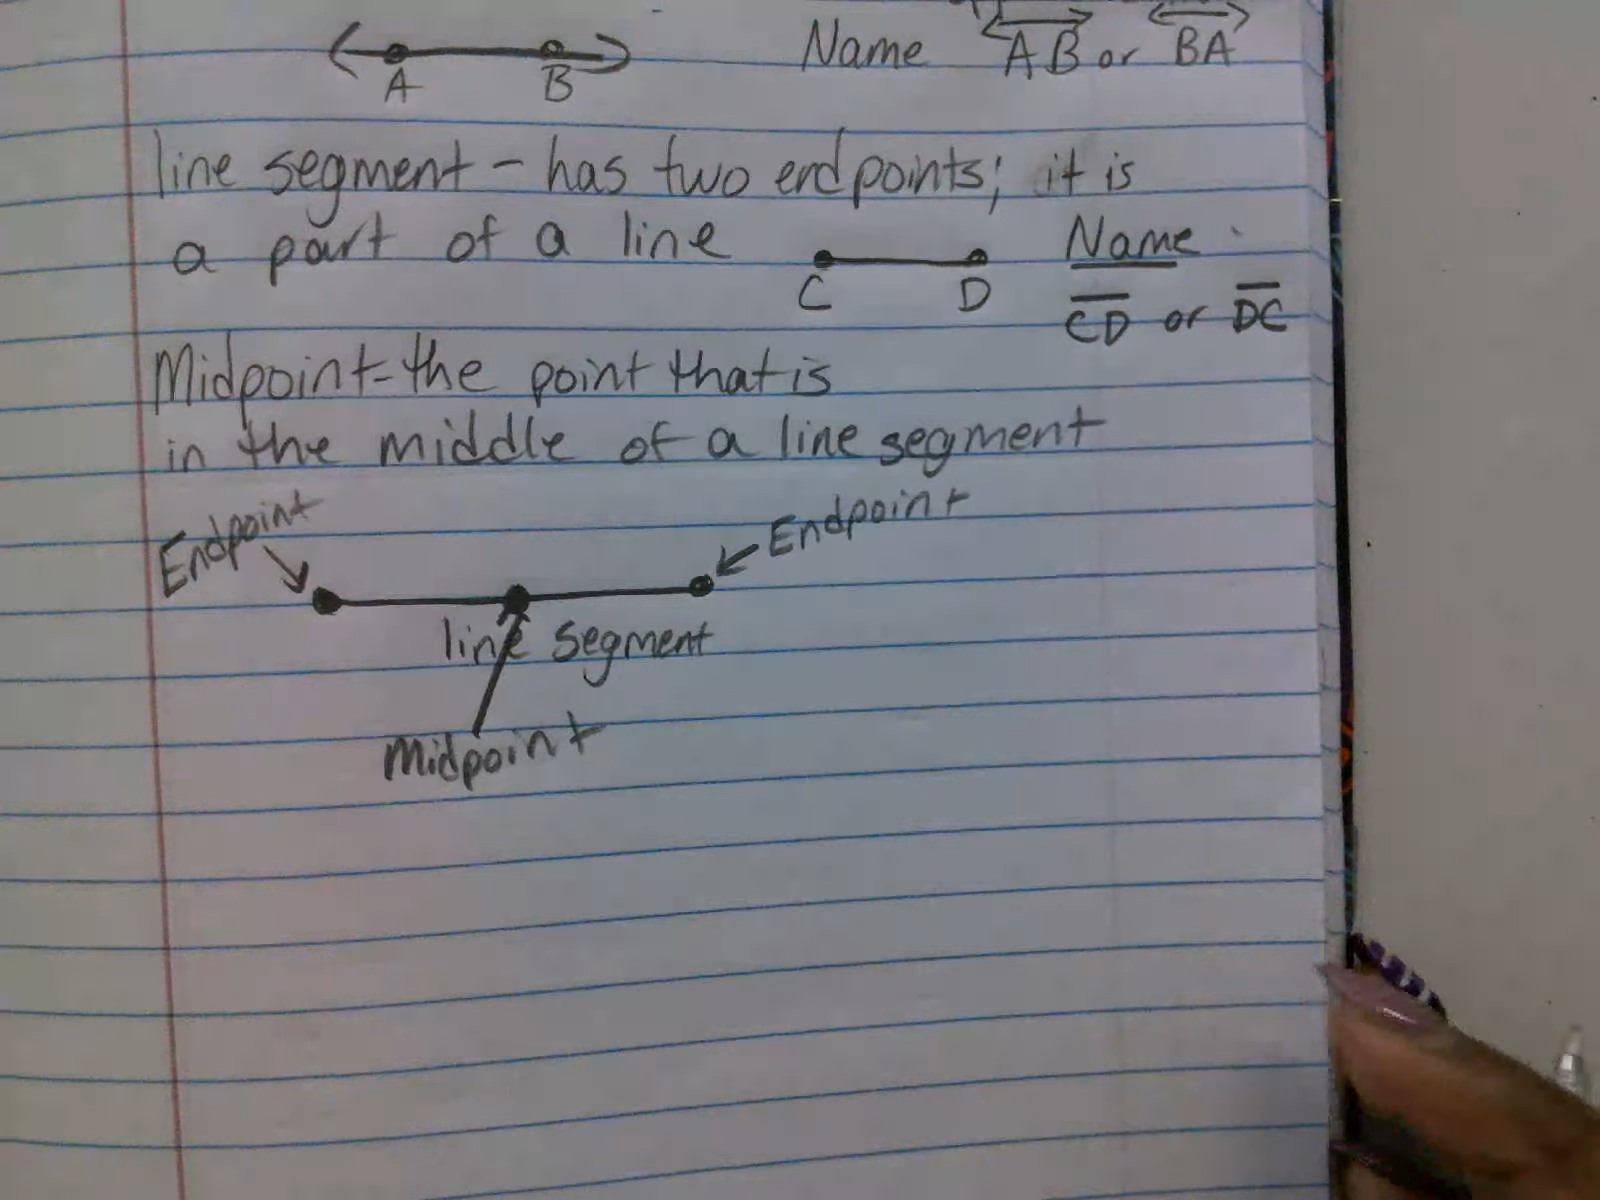 Name AB or BA
A B
line segment - has two endpoints; it is
a part of a line
C D
Name
CD or DC
Midpoint - the point that is
in the middle of a line segment
Endpoint
Endpoint
line segment
Midpoint